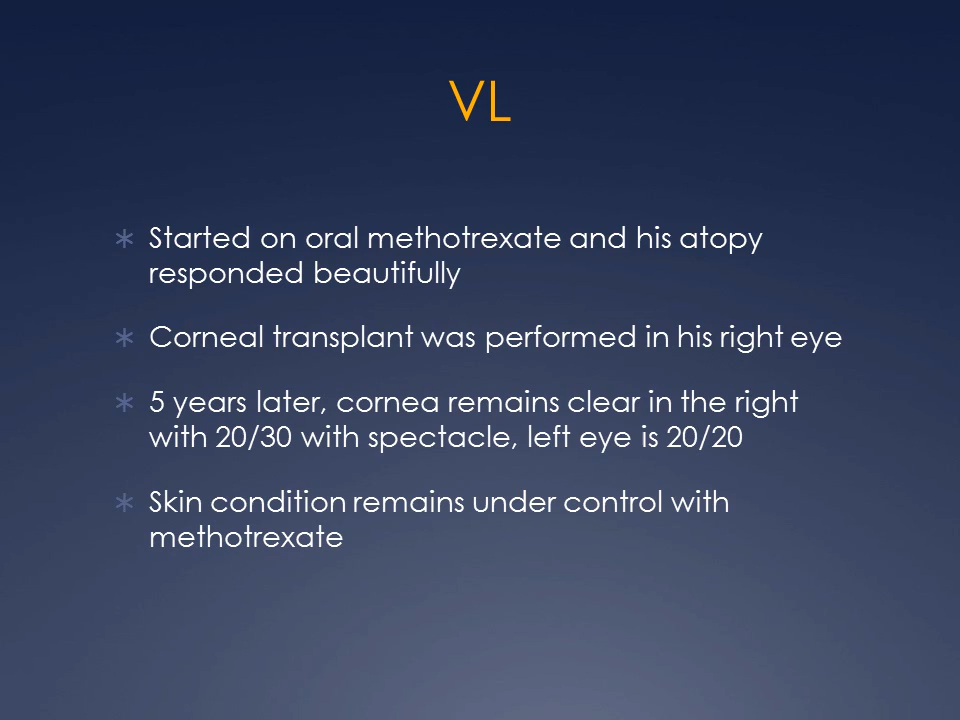 VL
Started on oral methotrexate and his atopy
responded beautifully
Corneal transplant was performed in his right eye
5 years later, cornea remains clear in the right
with 20/30 with spectacle, left eye is 20/20
Skin condition remains under control with
methotrexate